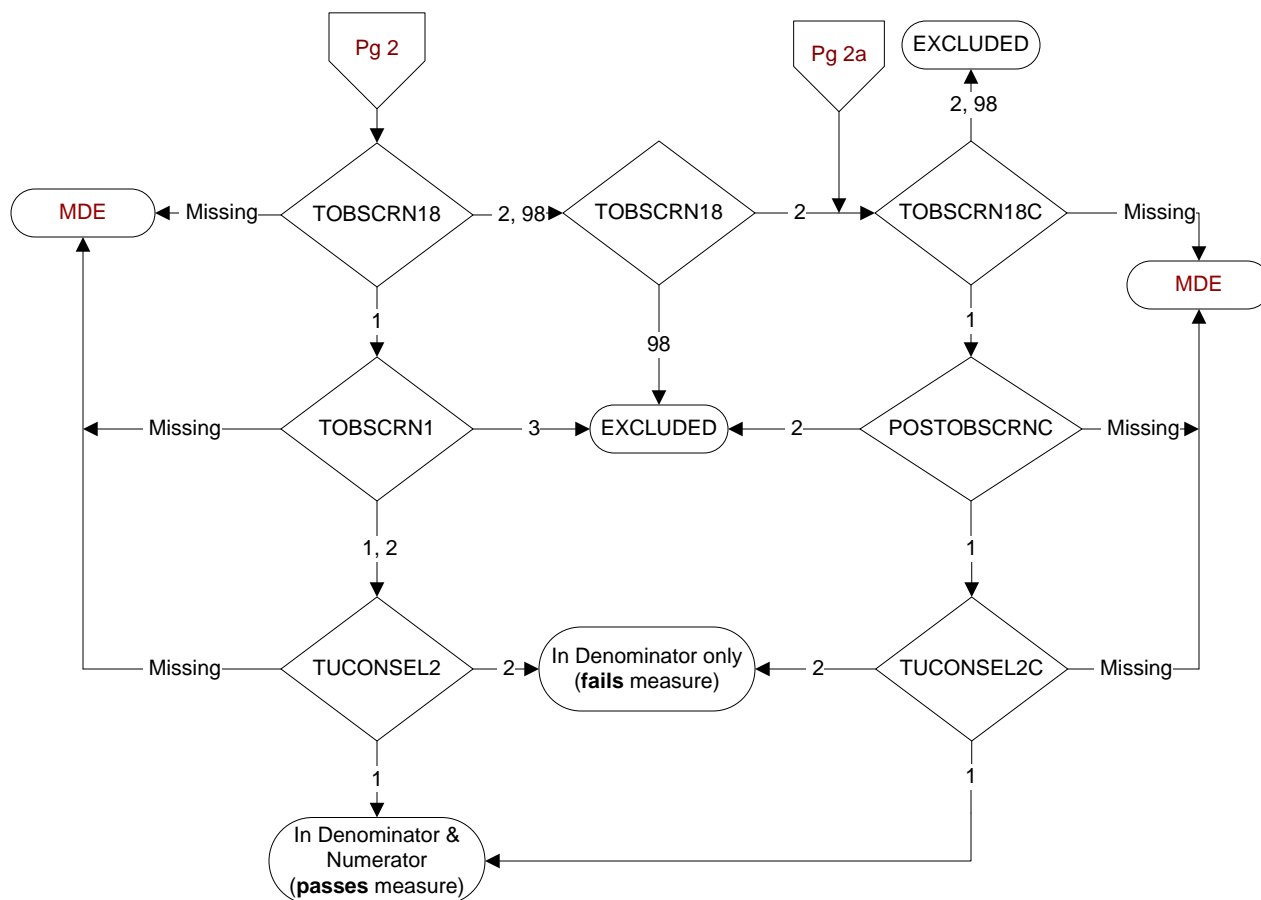 Pg 2
Pg 2a
EXCLUDED
2, 98
MDE
Missing
TOBSCRN18
2, 98
TOBSCRN18
2
TOBSCRN18C
Missing
MDE
1
98
1
Missing
TOBSCRN1
3
EXCLUDED
2
POSTOBSCRNC
Missing
1, 2
1
Missing
TUCONSEL2
2
In Denominator only
(fails measure)
2
TUCONSEL2C
Missing
1
1
In Denominator &
Numerator
(passes measure)